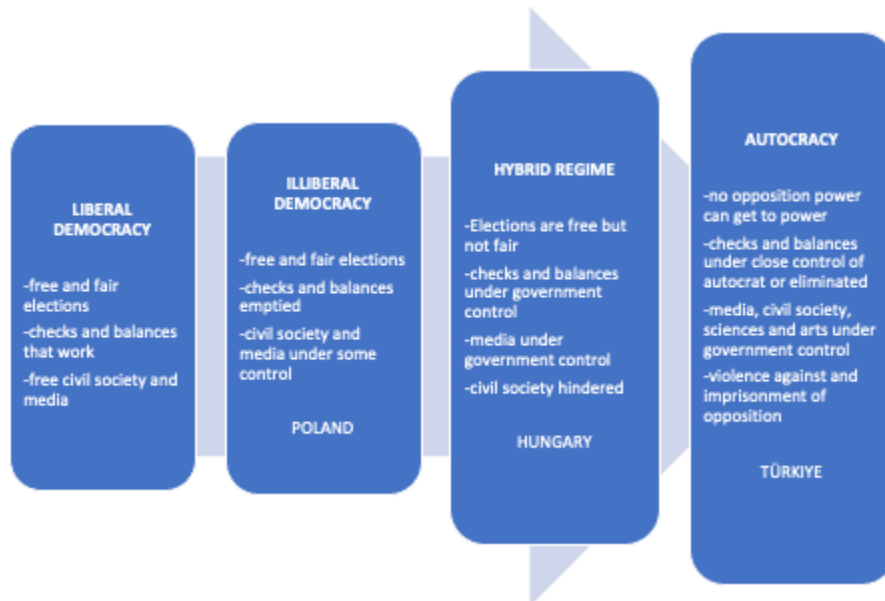 LIBERAL
DEMOCRACY
-free and fair
elections
-checks and balances
that work
-free civil society and
media
ILLIBERAL
DEMOCRACY
-free and fair elections
-checks and balances
emptied
-civil society and
media under some
control
POLAND
HYBRID REGIME
-Elections are free but
not fair
-checks and balances
under government
control
-media under
government control
-civil society hindered
HUNGARY
AUTOCRACY
-no opposition power
can get to power
-checks and balances
under close control of
autocrat or eliminated
-media, civil society,
sciences and arts under
government control
-violence against and
imprisonment of
opposition
TÜRKIYE